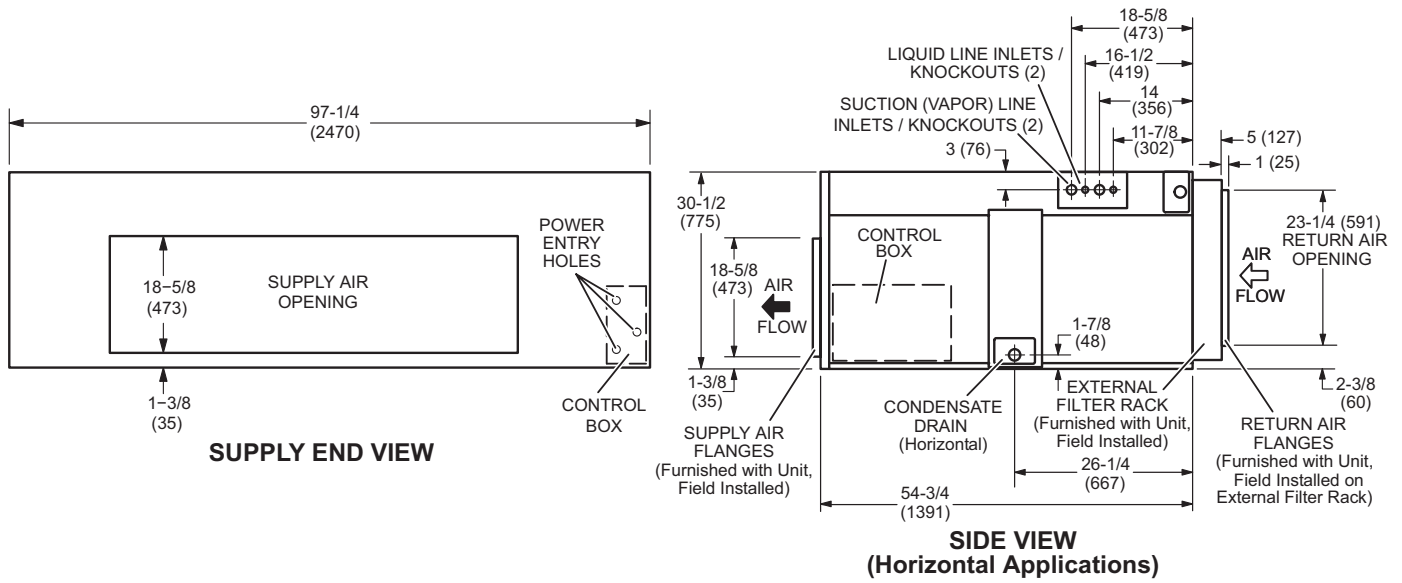 97-1/4
(2470)
POWER
ENTRY
HOLES
18−5/8
(473)
SUPPLY AIR
OPENING
1−3/8
(35)
CONTROL
BOX
SUPPLY END VIEW
18-5/8
(473)
LIQUID LINE INLETS /
KNOCKOUTS (2)
16-1/2
(419)
SUCTION (VAPOR) LINE
INLETS / KNOCKOUTS (2)
14
(356)
11-7/8
(302)
3 (76)
5 (127)
1 (25)
30-1/2
(775)
18-5/8
(473)
AIR
FLOW
CONTROL
BOX
23-1/4 (591)
RETURN AIR
OPENING
AIR
FLOW
1-7/8
(48)
1-3/8
(35)
2-3/8
(60)
SUPPLY AIR
FLANGES
(Furnished with Unit,
Field Installed)
CONDENSATE
DRAIN
(Horizontal)
EXTERNAL
FILTER RACK
(Furnished with Unit,
Field Installed)
RETURN AIR
FLANGES
(Furnished with Unit,
Field Installed on
External Filter Rack)
26-1/4
(667)
54-3/4
(1391)
SIDE VIEW
(Horizontal Applications)